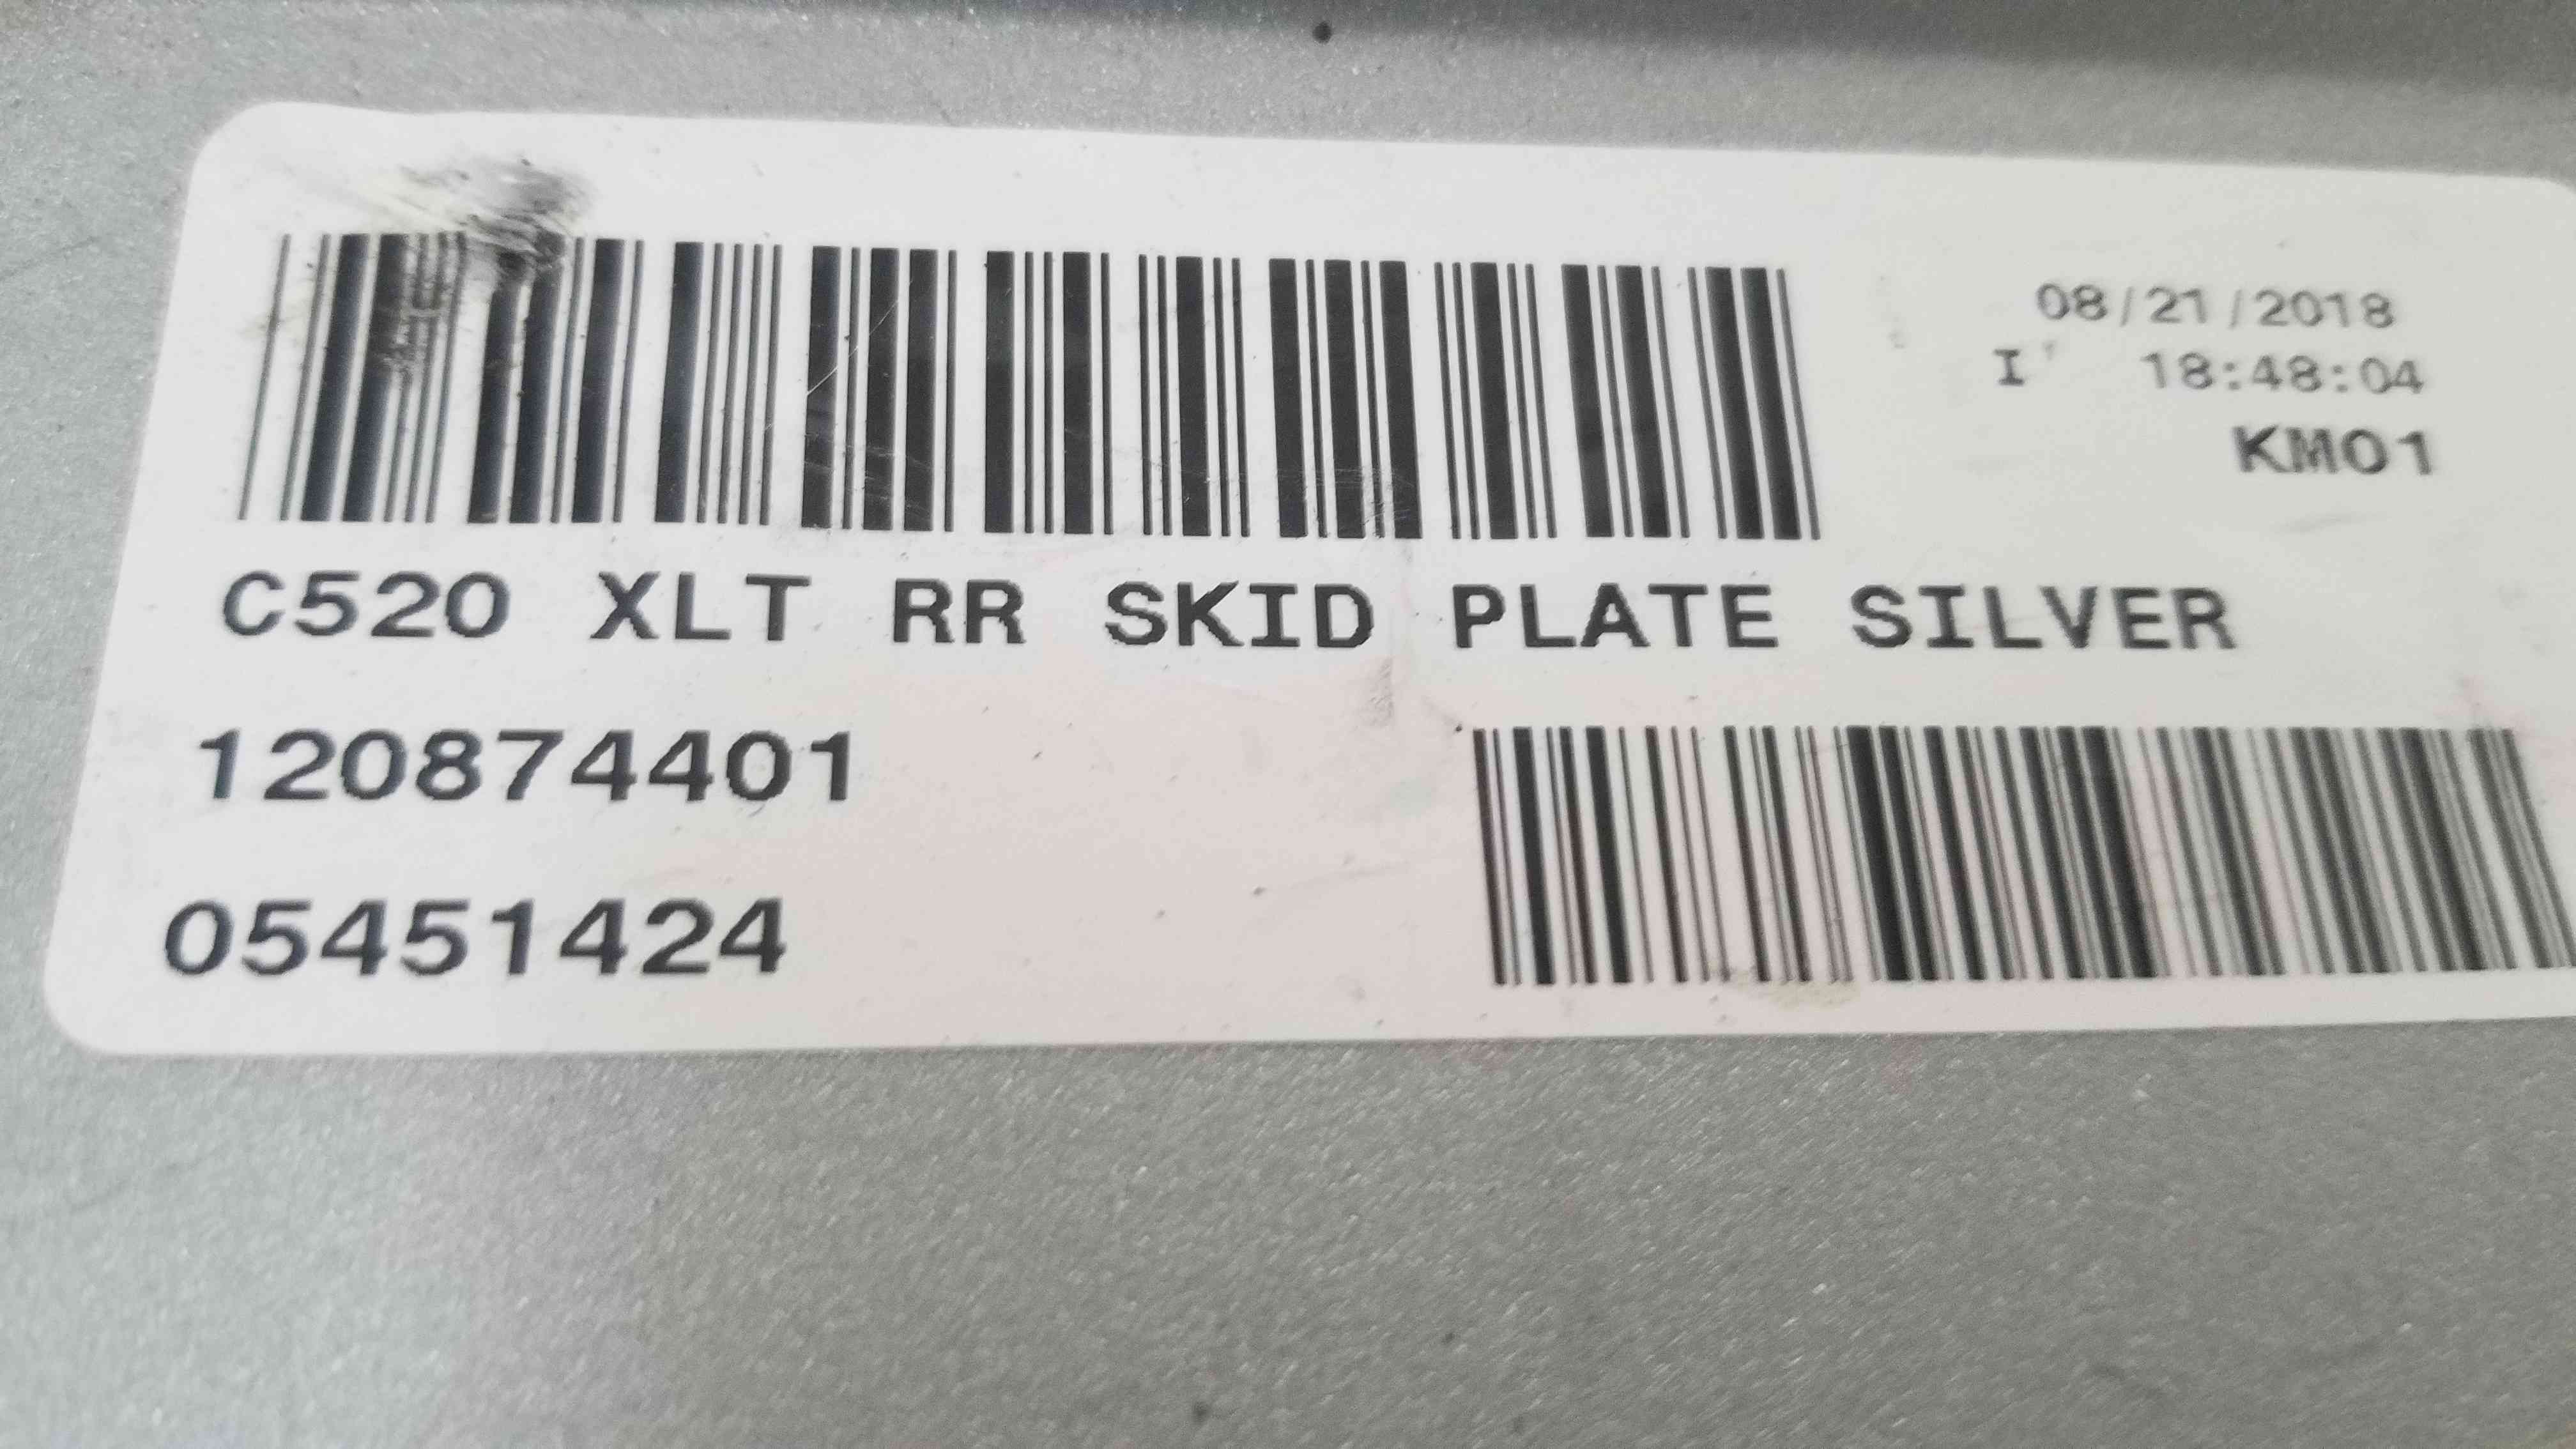 08/21/2018
I 18:48:04
KM01
C520 XLT RR SKID PLATE SILVER
120874401
05451424